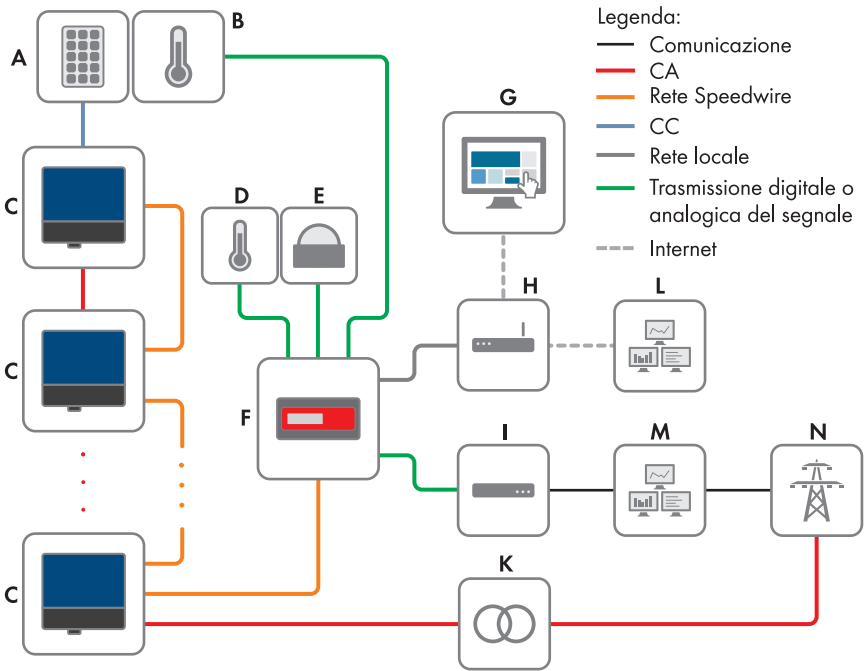 Legenda:
Comunicazione
CA
Rete Speedwire
CC
Rete locale
Trasmissione digitale o
analogica del segnale
Internet
A
B
C
C
C
D
E
F
G
H
L
I
M
N
K